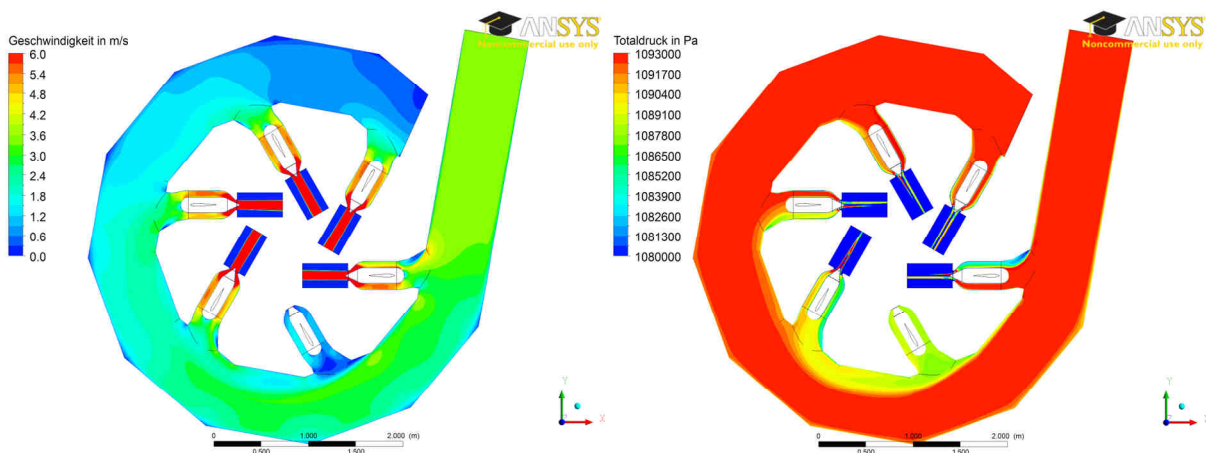 ANSYS
Noncommercial use only
Geschwindigkeit in m/s
6.0
5.4
4.8
4.2
3.6
3.0
2.4
1.8
1.2
0.6
0.0
Y
X
0 1.000 2.000 (m)
0.500 1.500
ANSYS
Noncommercial use only
Totaldruck in Pa
1093000
1091700
1090400
1089100
1087800
1086500
1085200
1083900
1082600
1081300
1080000
Y
X
0 1.000 2.000 (m)
0.500 1.500